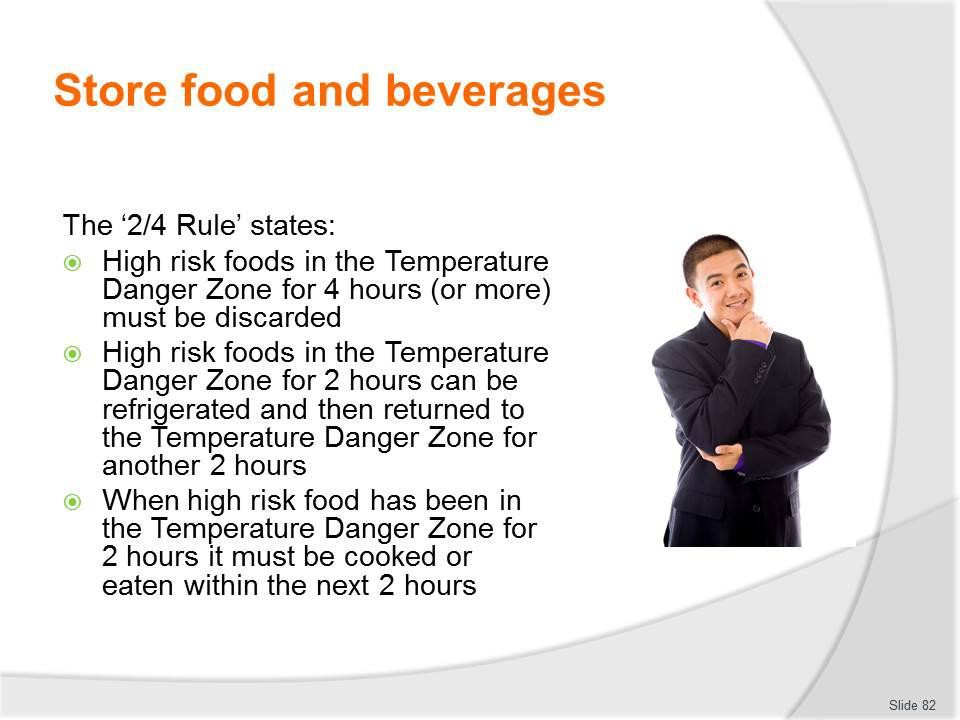 Store food and beverages
The ‘2/4 Rule’ states:
High risk foods in the Temperature
Danger Zone for 4 hours (or more)
must be discarded
High risk foods in the Temperature
Danger Zone for 2 hours can be
refrigerated and then returned to
the Temperature Danger Zone for
another 2 hours
When high risk food has been in
the Temperature Danger Zone for
2 hours it must be cooked or
eaten within the next 2 hours
Slide 82